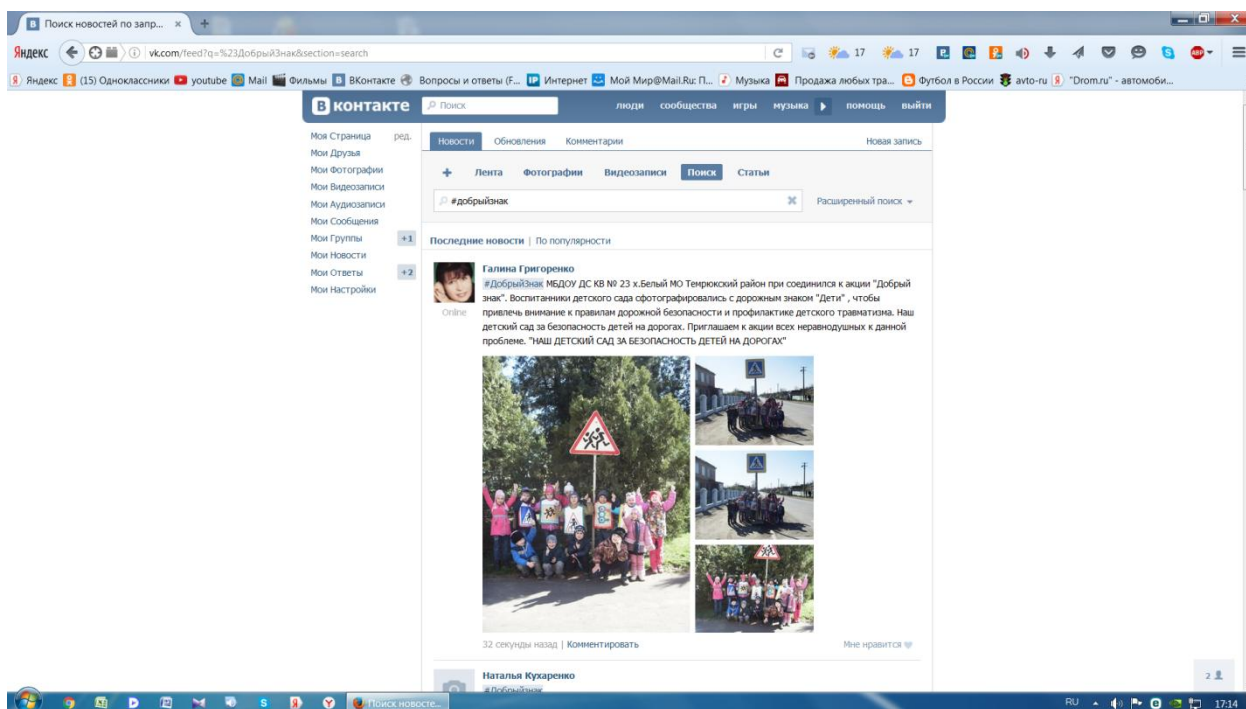 Поиск новостей по запр... × +
Яндекс vk.com/feed?q=%23ДобрыйЗнак&section=search 17 17 ABP
Яндекс (15) Одноклассники youtube Mail Фильмы ВКонтакте Вопросы и ответы (F... Интернет Мой Мир@Mail.Ru: П... Музыка Продажа любых тра... Футбол в России avto-ru "Drom.ru" - автомоби...
В контакте Поиск люди сообщества игры музыка помощь выйти
Моя Страница ред.
Мои Друзья
Мои Фотографии
Мои Видеозаписи
Мои Аудиозаписи
Мои Сообщения
Мои Группы +1
Мои Новости
Мои Ответы +2
Мои Настройки
Новости Обновления Комментарии Новая запись
Лента Фотографии Видеозаписи Поиск Статьи
#добрыйзнак Расширенный поиск
Последние новости | По популярности
Галина Григоренко
#ДобрыйЗнак МБДОУ ДС КВ № 23 х.Белый МО Темрюкский район при соединился к акции "Добрый
знак". Воспитанники детского сада сфотографировались с дорожным знаком "Дети" , чтобы
привлечь внимание к правилам дорожной безопасности и профилактике детского травматизма. Наш
детский сад за безопасность детей на дорогах. Приглашаем к акции всех неравнодушных к данной
проблеме. "НАШ ДЕТСКИЙ САД ЗА БЕЗОПАСНОСТЬ ДЕТЕЙ НА ДОРОГАХ"
Online
32 секунды назад | Комментировать Мне нравится
Наталья Кухаренко
#ДобрыйЗнак
2
Поиск новосте... RU 17:14